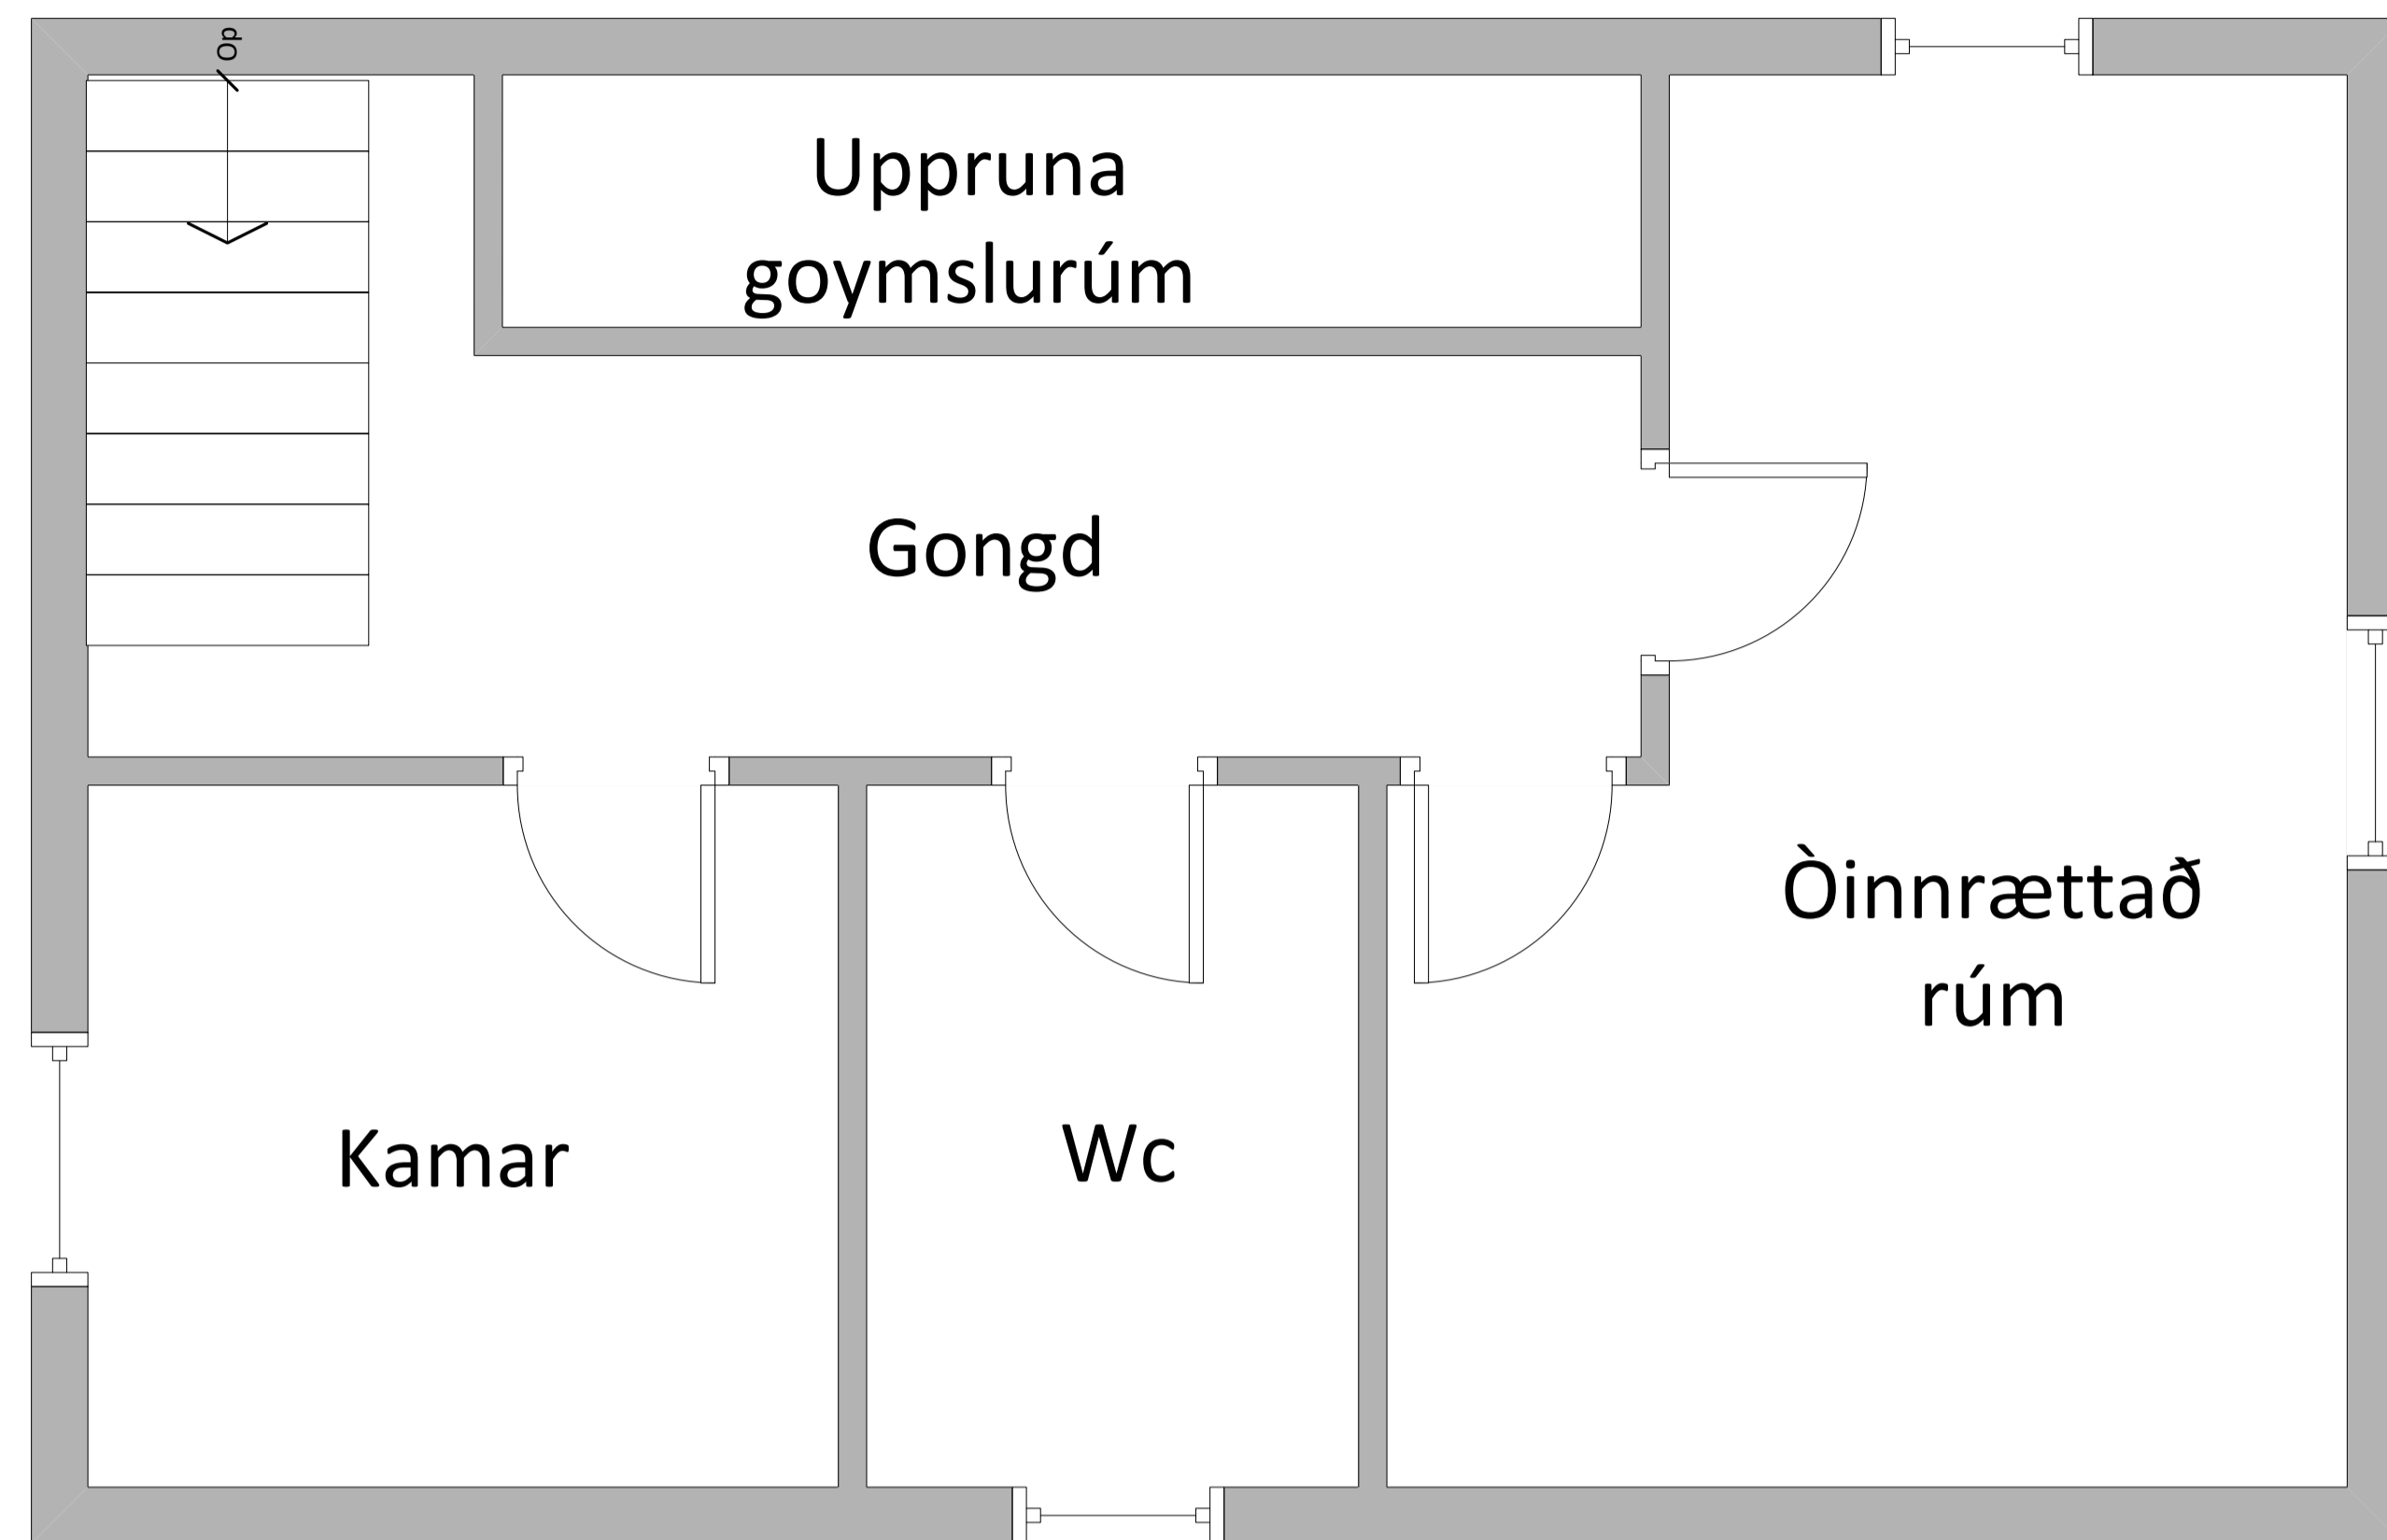 Op
Uppruna
goymslurúm
Gongd
Òinnrættað
rúm
Kamar
Wc